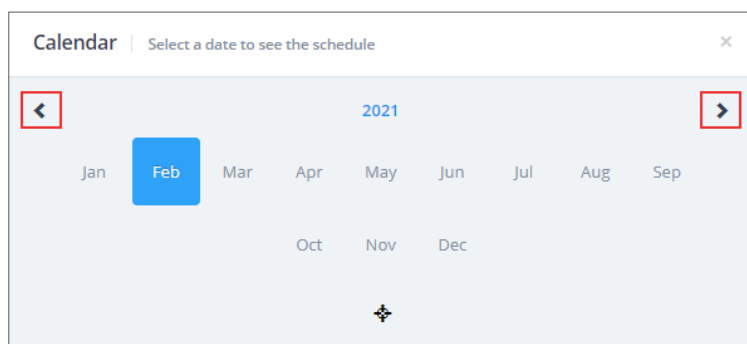 Calendar Select a date to see the schedule ×
2021
Jan Feb Mar Apr May Jun Jul Aug Sep
Oct Nov Dec